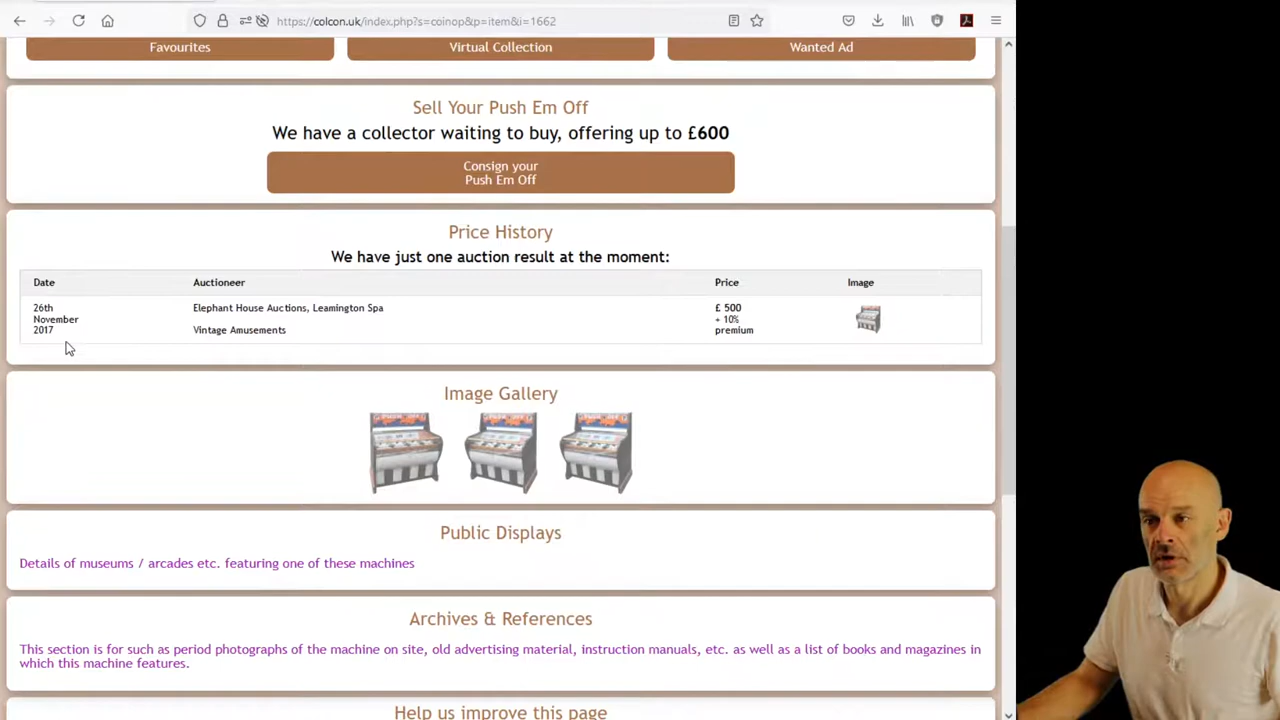 https://colcon.uk/index.php?s=coinop&p=item&i=1662
Favourites
Virtual Collection
Wanted Ad
Sell Your Push Em Off
We have a collector waiting to buy, offering up to £600
Consign your
Push Em Off
Price History
We have just one auction result at the moment:
Date Auctioneer Price Image
26th
November
2017
Elephant House Auctions, Leamington Spa
Vintage Amusements
£ 500
+ 10%
premium
Image Gallery
Public Displays
Details of museums / arcades etc. featuring one of these machines
Archives & References
This section is for such as period photographs of the machine on site, old advertising material, instruction manuals, etc. as well as a list of books and magazines in
which this machine features.
Help us improve this page